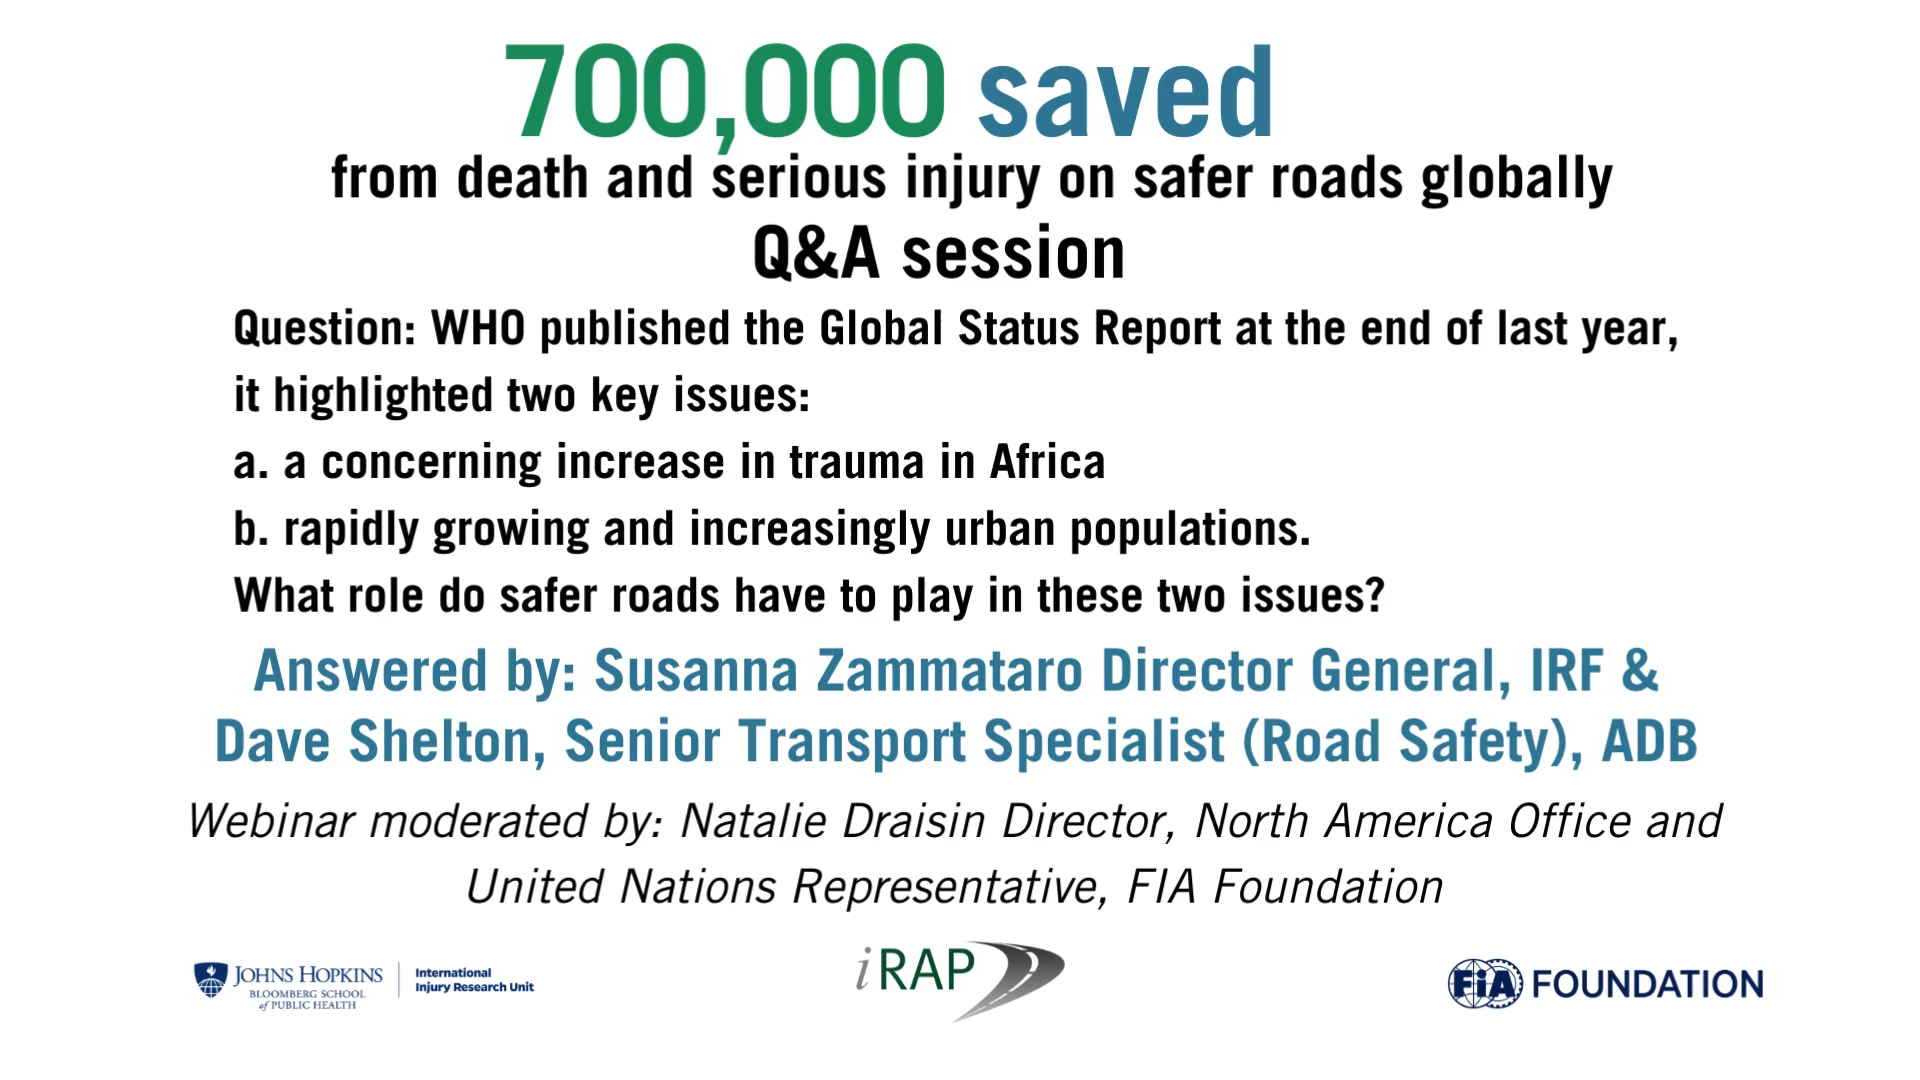 700,000 saved
from death and serious injury on safer roads globally
Q&A session
Question: WHO published the Global Status Report at the end of last year,
it highlighted two key issues:
a. a concerning increase in trauma in Africa
b. rapidly growing and increasingly urban populations.
What role do safer roads have to play in these two issues?
Answered by: Susanna Zammataro Director General, IRF &
Dave Shelton, Senior Transport Specialist (Road Safety), ADB
Webinar moderated by: Natalie Draisin Director, North America Office and
United Nations Representative, FIA Foundation
JOHNS HOPKINS
BLOOMBERG SCHOOL
of PUBLIC HEALTH
International
Injury Research Unit
iRAP
FiA FOUNDATION